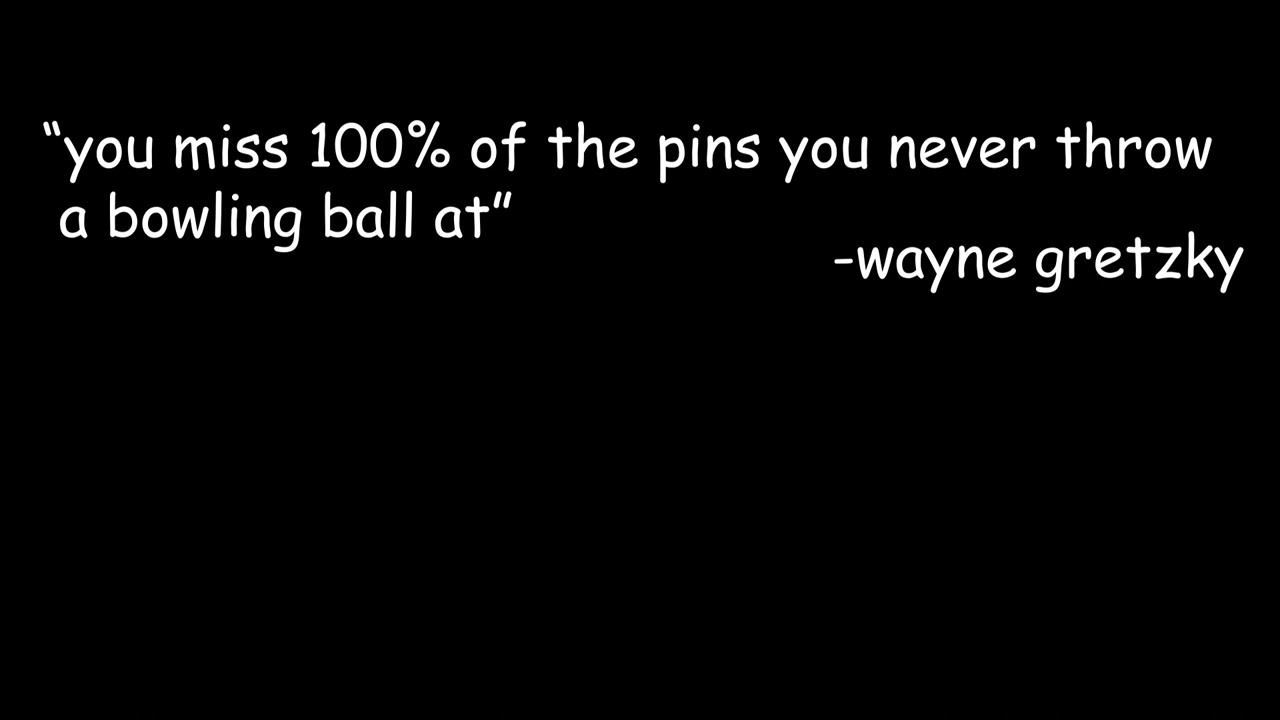 “you miss 100% of the pins you never throw
a bowling ball at”
-wayne gretzky